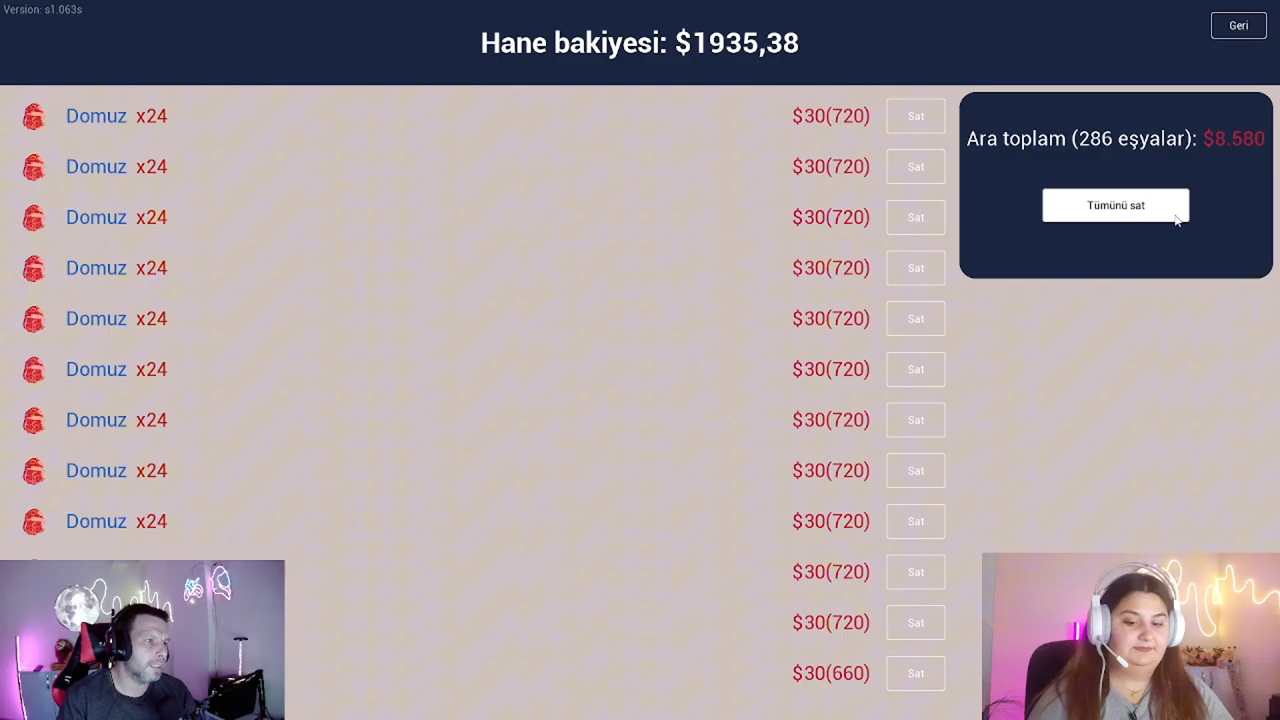 Version: s1.063s
Hane bakiyesi: $1935,38
Geri
Domuz x24 $30(720) Sat
Domuz x24 $30(720) Sat
Domuz x24 $30(720) Sat
Domuz x24 $30(720) Sat
Domuz x24 $30(720) Sat
Domuz x24 $30(720) Sat
Domuz x24 $30(720) Sat
Domuz x24 $30(720) Sat
Domuz x24 $30(720) Sat
$30(720) Sat
$30(720) Sat
$30(660) Sat
Ara toplam (286 eşyalar): $8.580
Tümünü sat